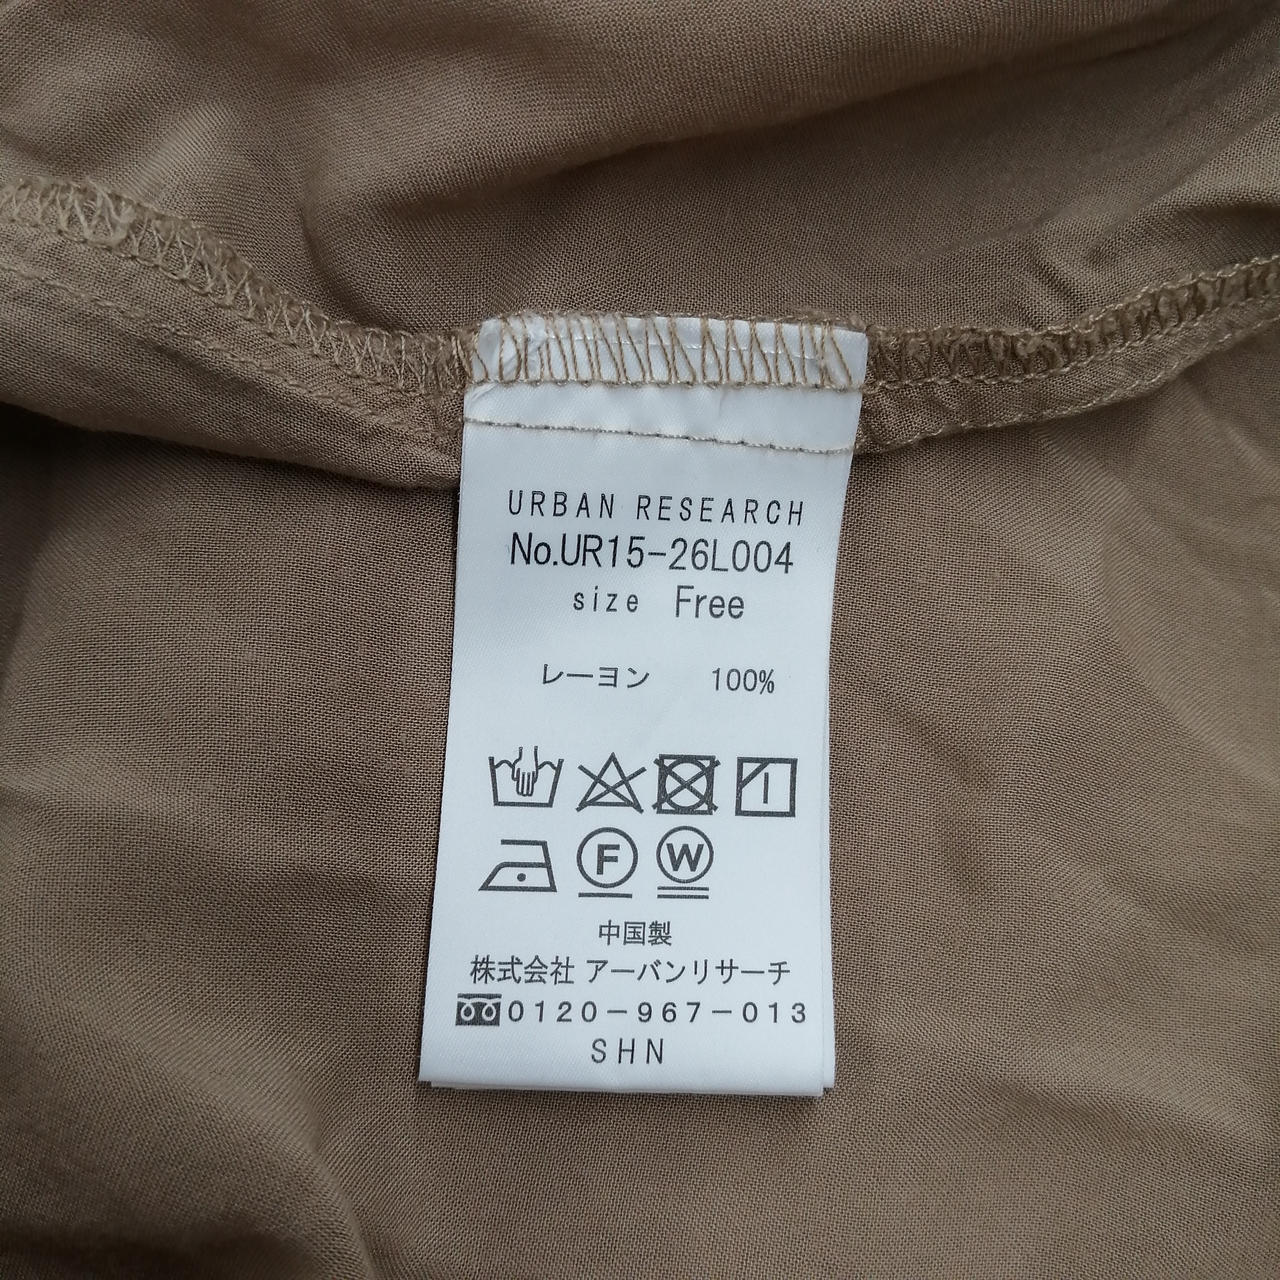 URBAN RESEARCH
No.UR15-26L004
size Free
レーヨン 100%
F W
中国製
株式会社 アーバンリサーチ
0120-967-013
SHN